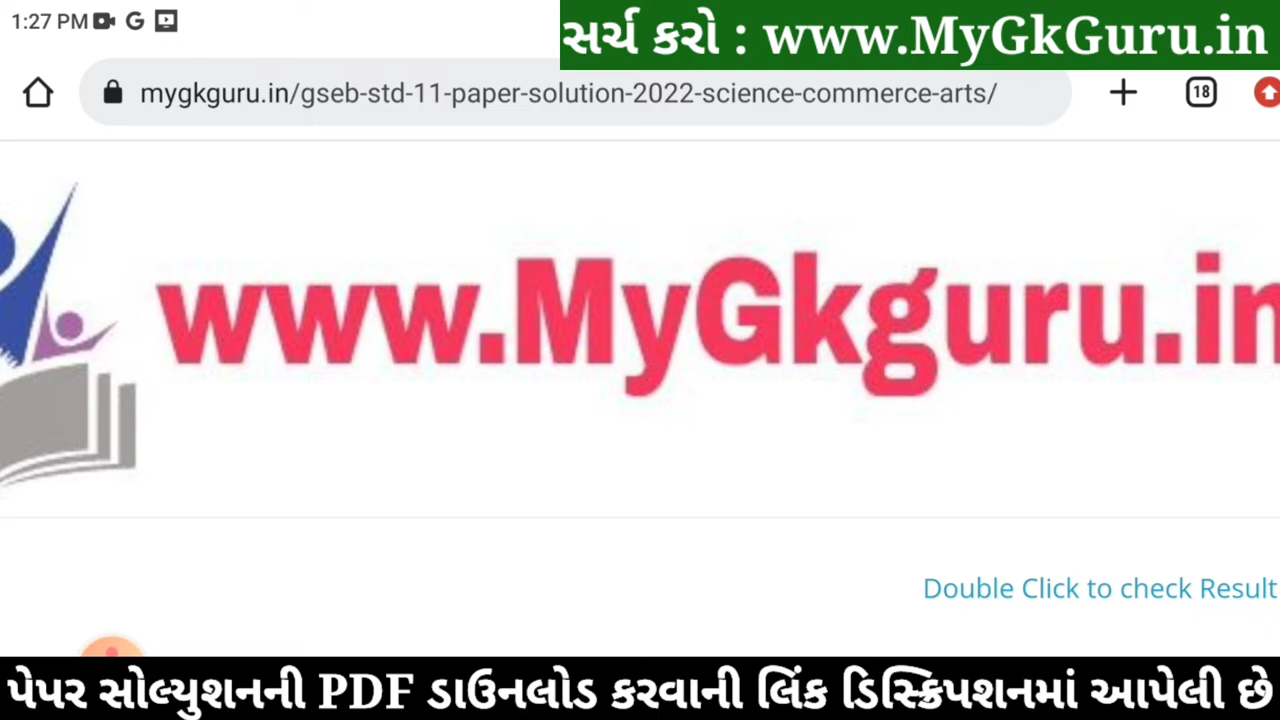 1:27 PM
સર્ચ કરો : www.MyGkGuru.in
mygkguru.in/gseb-std-11-paper-solution-2022-science-commerce-arts/
18
www.MyGkguru.in
Double Click to check Result
પેપર સોલ્યુશનની PDF ડાઉનલોડ કરવાની લિંક ડિસ્ક્રિપશનમાં આપેલી છે